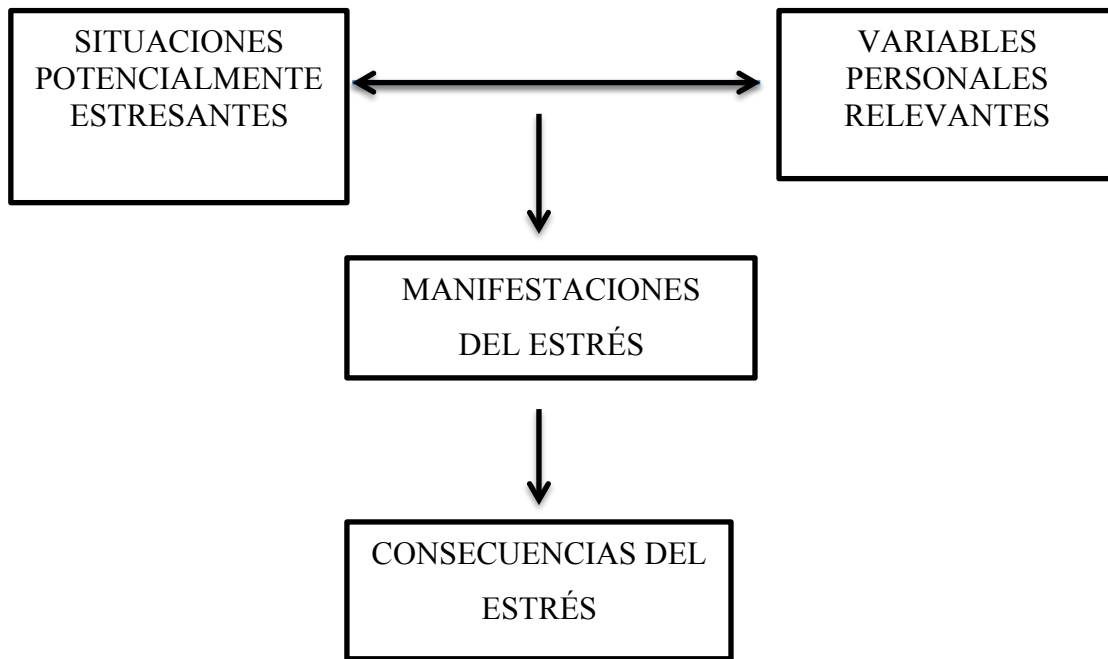 SITUACIONES
POTENCIALMENTE
ESTRESANTES
VARIABLES
PERSONALES
RELEVANTES
MANIFESTACIONES
DEL ESTRÉS
CONSECUENCIAS DEL
ESTRÉS